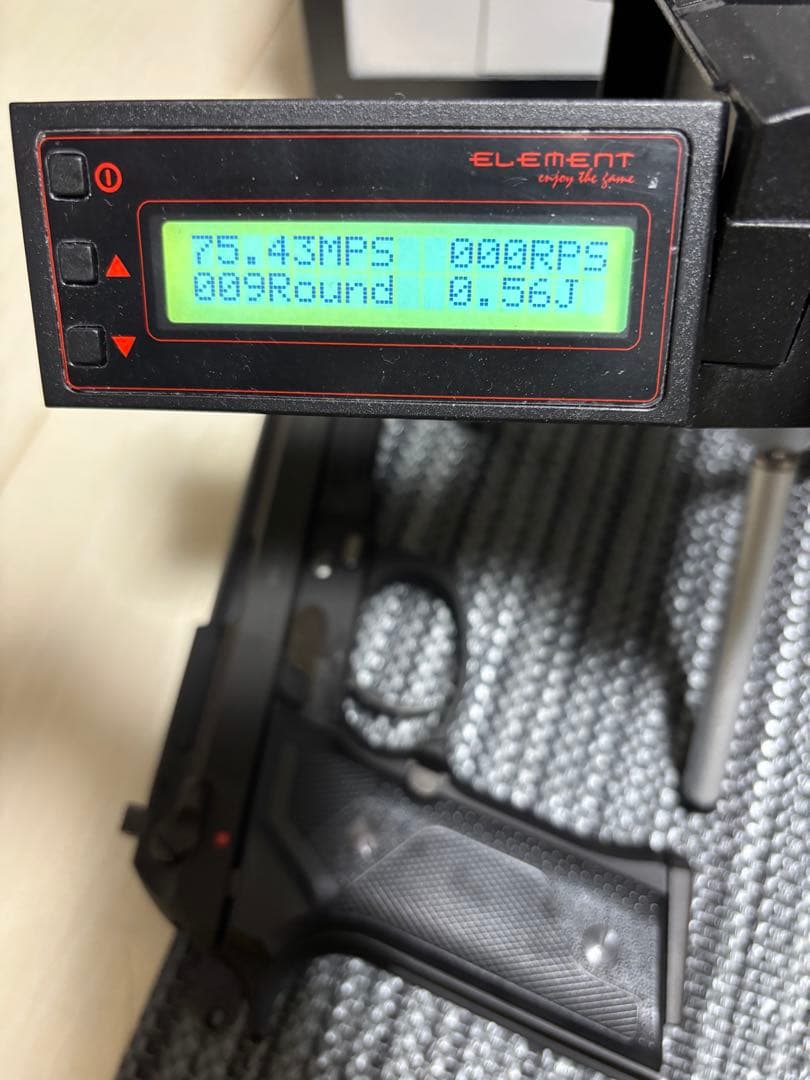 ELEMENT
enjoy the game
75.43MPS 000RPS
009Round 0.56J